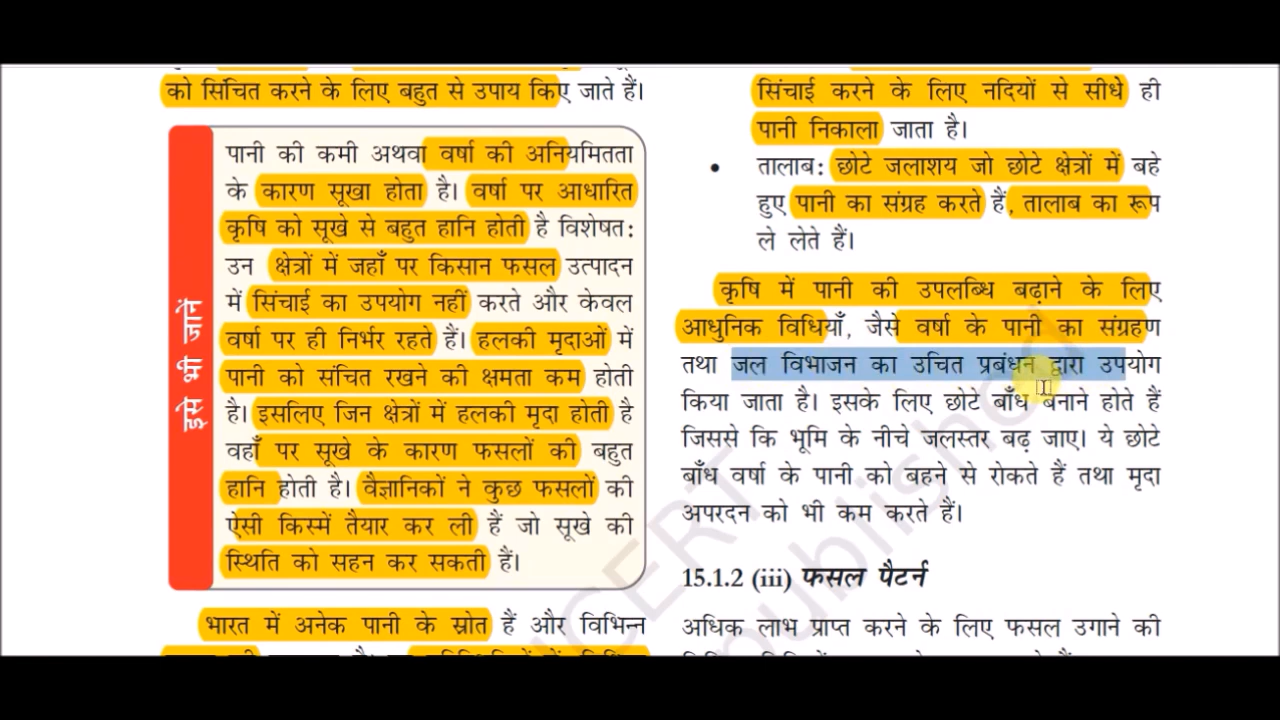 को सिंचित करने के लिए बहुत से उपाय किए जाते हैं।
इसे भी जानें
पानी की कमी अथवा वर्षा की अनियमितता
के कारण सूखा होता है। वर्षा पर आधारित
कृषि को सूखे से बहुत हानि होती है विशेषत:
उन क्षेत्रों में जहाँ पर किसान फसल उत्पादन
में सिंचाई का उपयोग नहीं करते और केवल
वर्षा पर ही निर्भर रहते हैं। हलकी मृदाओं में
पानी को संचित रखने की क्षमता कम होती
है। इसलिए जिन क्षेत्रों में हलकी मृदा होती है
वहाँ पर सूखे के कारण फसलों की बहुत
हानि होती है। वैज्ञानिकों ने कुछ फसलों की
ऐसी किस्में तैयार कर ली हैं जो सूखे की
स्थिति को सहन कर सकती हैं।
भारत में अनेक पानी के स्रोत हैं और विभिन्न
सिंचाई करने के लिए नदियों से सीधे ही
पानी निकाला जाता है।
• तालाब: छोटे जलाशय जो छोटे क्षेत्रों में बहे
हुए पानी का संग्रह करते हैं, तालाब का रूप
ले लेते हैं।
कृषि में पानी की उपलब्धि बढ़ाने के लिए
आधुनिक विधियाँ, जैसे वर्षा के पानी का संग्रहण
तथा जल विभाजन का उचित प्रबंधन द्वारा उपयोग
किया जाता है। इसके लिए छोटे बाँध बनाने होते हैं
जिससे कि भूमि के नीचे जलस्तर बढ़ जाए। ये छोटे
बाँध वर्षा के पानी को बहने से रोकते हैं तथा मृदा
अपरदन को भी कम करते हैं।
15.1.2 (iii) फसल पैटर्न
अधिक लाभ प्राप्त करने के लिए फसल उगाने की
NCERT
published